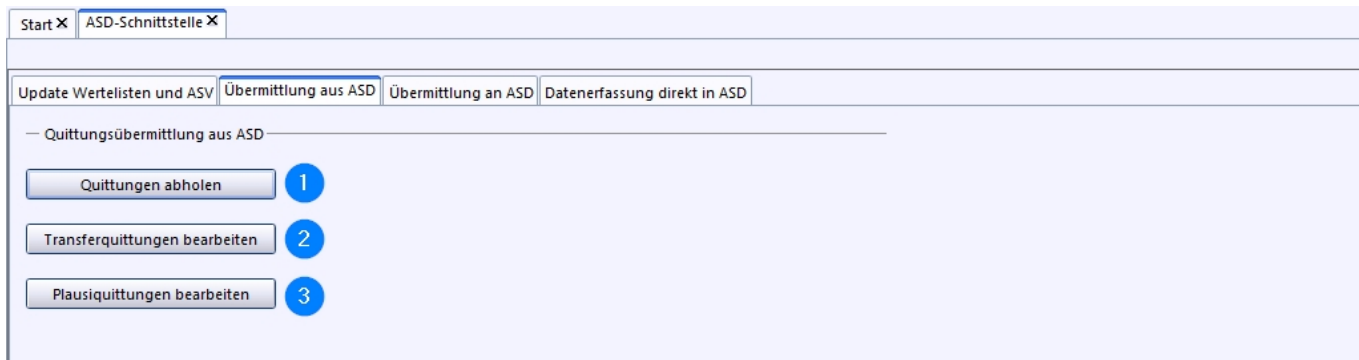 Start X ASD-Schnittstelle X
Update Wertelisten und ASV Übermittlung aus ASD Übermittlung an ASD Datenerfassung direkt in ASD
Quittungsübermittlung aus ASD
Quittungen abholen 1
Transferquittungen bearbeiten 2
Plausiquittungen bearbeiten 3